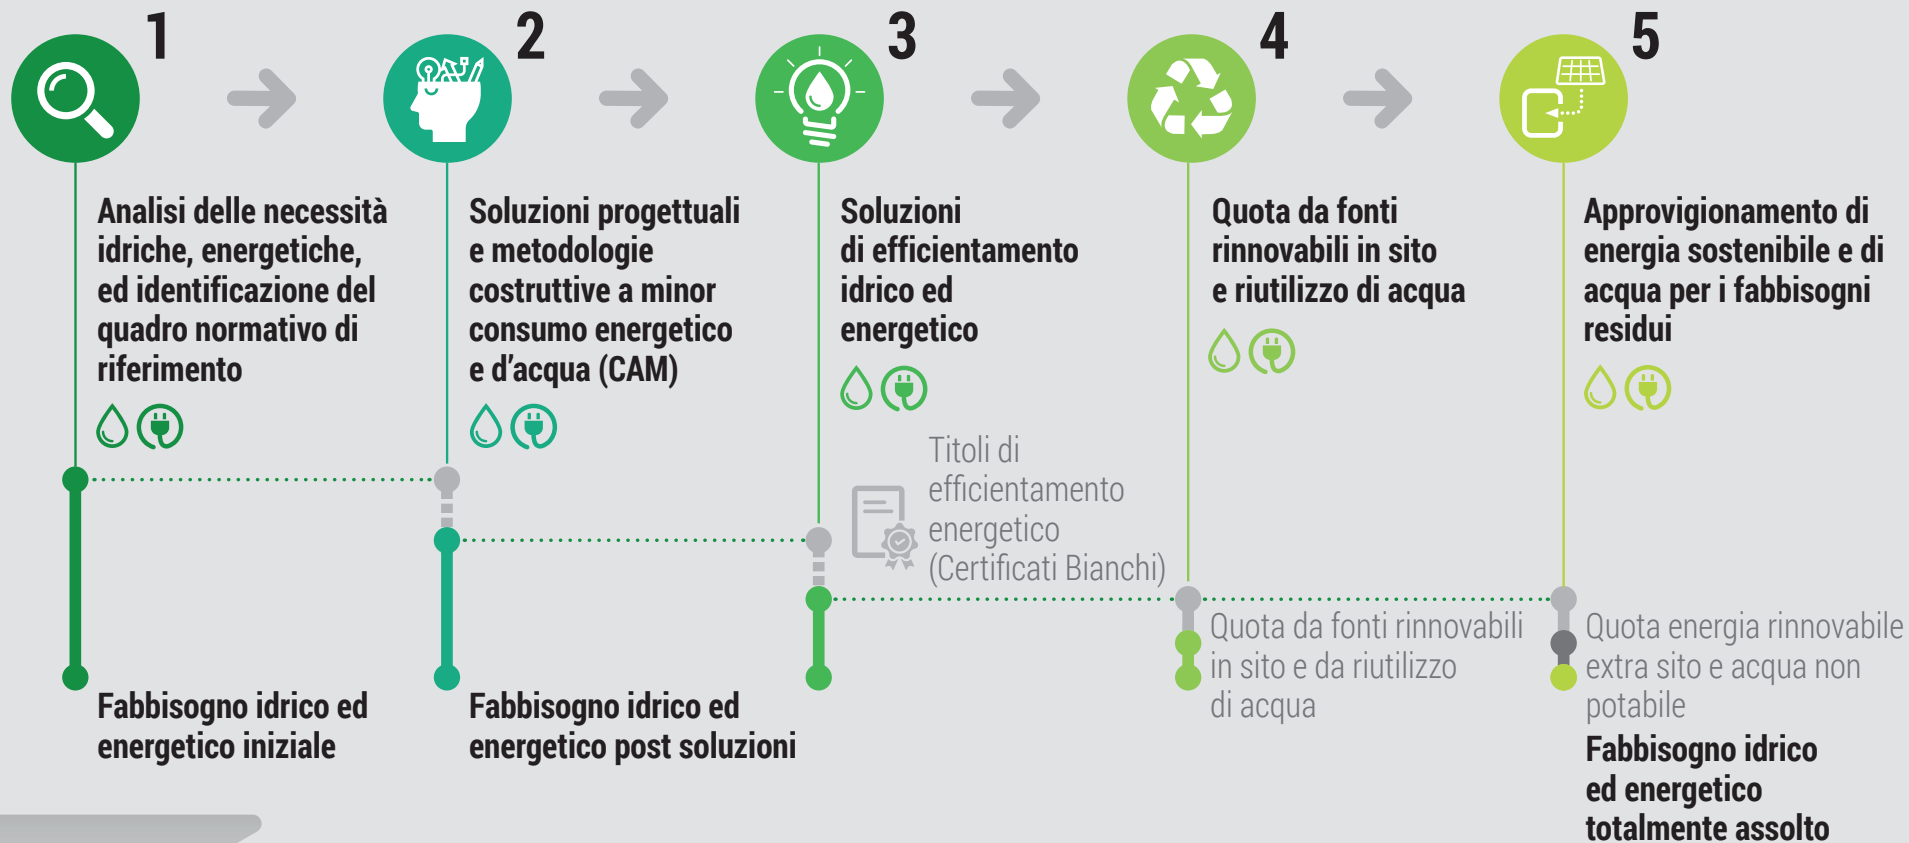 1
Analisi delle necessità
idriche, energetiche,
ed identificazione del
quadro normativo di
riferimento
Fabbisogno idrico ed
energetico iniziale
2
Soluzioni progettuali
e metodologie
costruttive a minor
consumo energetico
e d'acqua (CAM)
Fabbisogno idrico ed
energetico post soluzioni
3
Soluzioni
di efficientamento
idrico ed
energetico
Titoli di
efficientamento
energetico
(Certificati Bianchi)
4
Quota da fonti
rinnovabili in sito
e riutilizzo di acqua
Quota da fonti rinnovabili
in sito e da riutilizzo
di acqua
5
Approvigionamento di
energia sostenibile e di
acqua per i fabbisogni
residui
Quota energia rinnovabile
extra sito e acqua non
potabile
Fabbisogno idrico
ed energetico
totalmente assolto